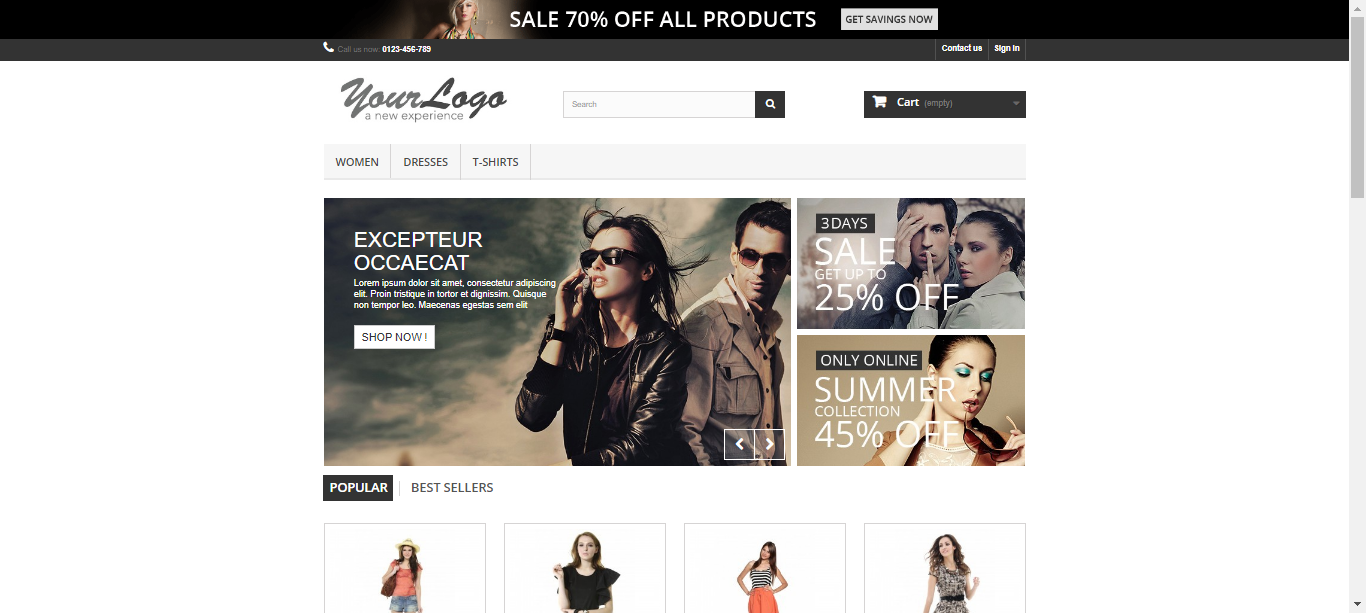 SALE 70% OFF ALL PRODUCTS
GET SAVINGS NOW
Call us now: 0123-456-789
Contact us
Sign in
YourLogo
a new experience
Search
Cart (empty)
WOMEN
DRESSES
T-SHIRTS
EXCEPTEUR
OCCAECAT
Lorem ipsum dolor sit amet, consectetur adipiscing
elit. Proin tristique in tortor et dignissim. Quisque
non tempor leo. Maecenas egestas sem elit
SHOP NOW !
3 DAYS
SALE
GET UP TO
25% OFF
ONLY ONLINE
SUMMER
COLLECTION
45% OFF
POPULAR
BEST SELLERS